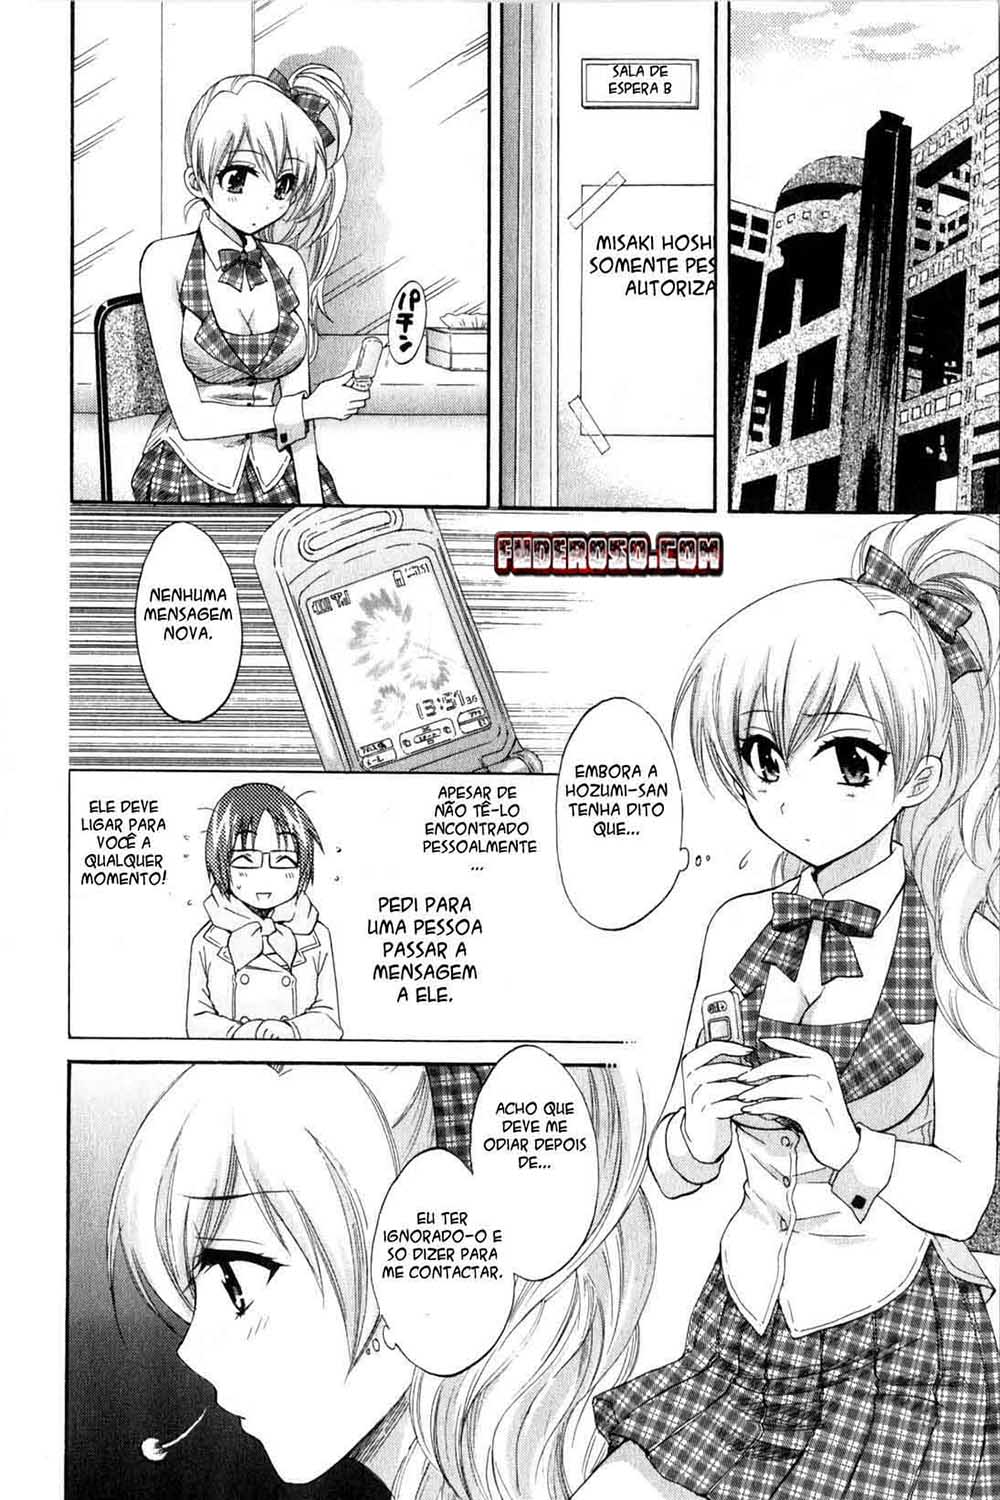 SALA DE
ESPERA B
MISAKI HOSHI
SOMENTE PES
AUTORIZA
パチン
FUDEROSO.COM
NENHUMA
MENSAGEM
NOVA.
13:51
EMBORA A
HOZUMI-SAN
TENHA DITO
QUE...
APESAR DE
NÃO TÊ-LO
ENCONTRADO
PESSOALMENTE
...
PEDI PARA
UMA PESSOA
PASSAR A
MENSAGEM
A ELE.
ELE DEVE
LIGAR PARA
VOCÊ A
QUALQUER
MOMENTO!
ACHO QUE
DEVE ME
ODIAR DEPOIS
DE...
EU TER
IGNORADO-O E
SO DIZER PARA
ME CONTACTAR.